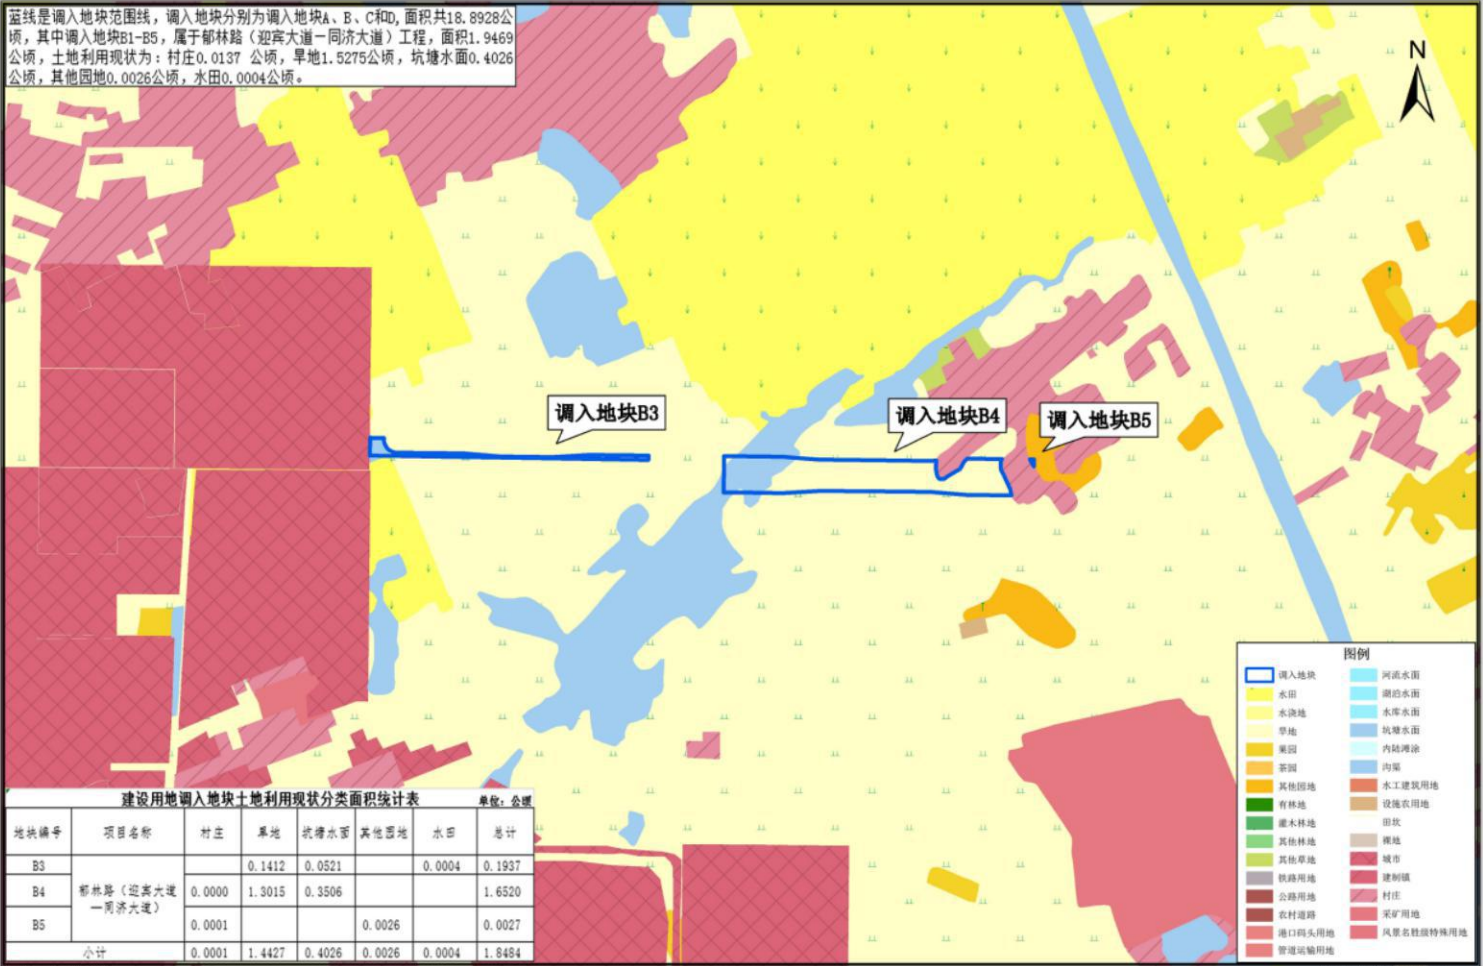 蓝线是调入地块范围线，调入地块分别为调入地块A、B、C和D,面积共18.8928公
顷，其中调入地块B1-B5，属于郁林路（迎宾大道一同济大道）工程，面积1.9469
公顷，土地利用现状为：村庄0.0137 公顷，旱地1.5275公顷，坑塘水面0.4026
公顷，其他园地0.0026公顷，水田0.0004公顷。
N
调入地块B3
调入地块B4
调入地块B5
建设用地调入地块土地利用现状分类面积统计表 单位：公顷
地块编号 项目名称 村庄 旱地 坑塘水面 其他园地 水田 总计
B3 0.1412 0.0521 0.0004 0.1937
郁林路（迎宾大道
一同济大道）
B4 0.0000 1.3015 0.3506 1.6520
B5 0.0001 0.0026 0.0027
小计 0.0001 1.4427 0.4026 0.0026 0.0004 1.8484
图例
调入地块
水田
水浇地
旱地
果园
茶园
其他园地
有林地
灌木林地
其他林地
其他草地
铁路用地
公路用地
农村道路
港口码头用地
管道运输用地
河流水面
湖泊水面
水库水面
坑塘水面
内陆滩涂
沟渠
水工建筑用地
设施农用地
田坎
裸地
城市
建制镇
村庄
采矿用地
风景名胜级特殊用地